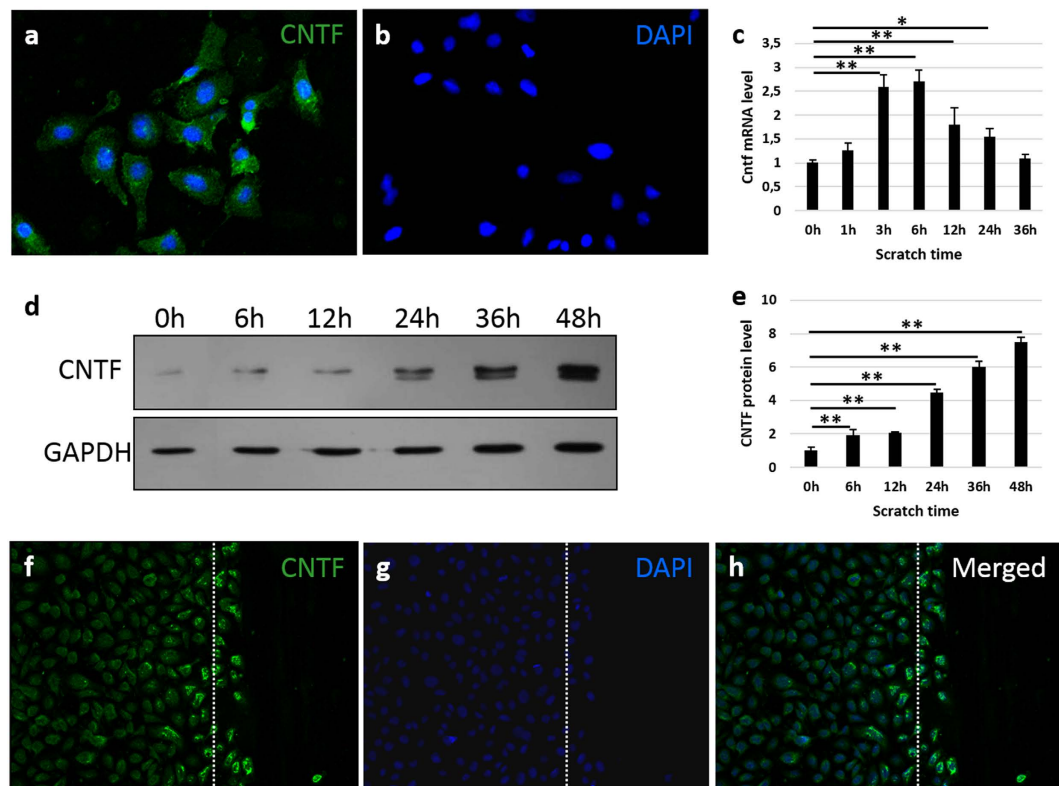 a CNTF
b DAPI
c
Cntf mRNA level
3,5
3
2,5
2
1,5
1
0,5
0
*
**
**
**
0h 1h 3h 6h 12h 24h 36h
Scratch time
d
0h 6h 12h 24h 36h 48h
CNTF
GAPDH
e
CNTF protein level
10
8
6
4
2
0
**
**
**
**
**
0h 6h 12h 24h 36h 48h
Scratch time
f CNTF
g DAPI
h Merged